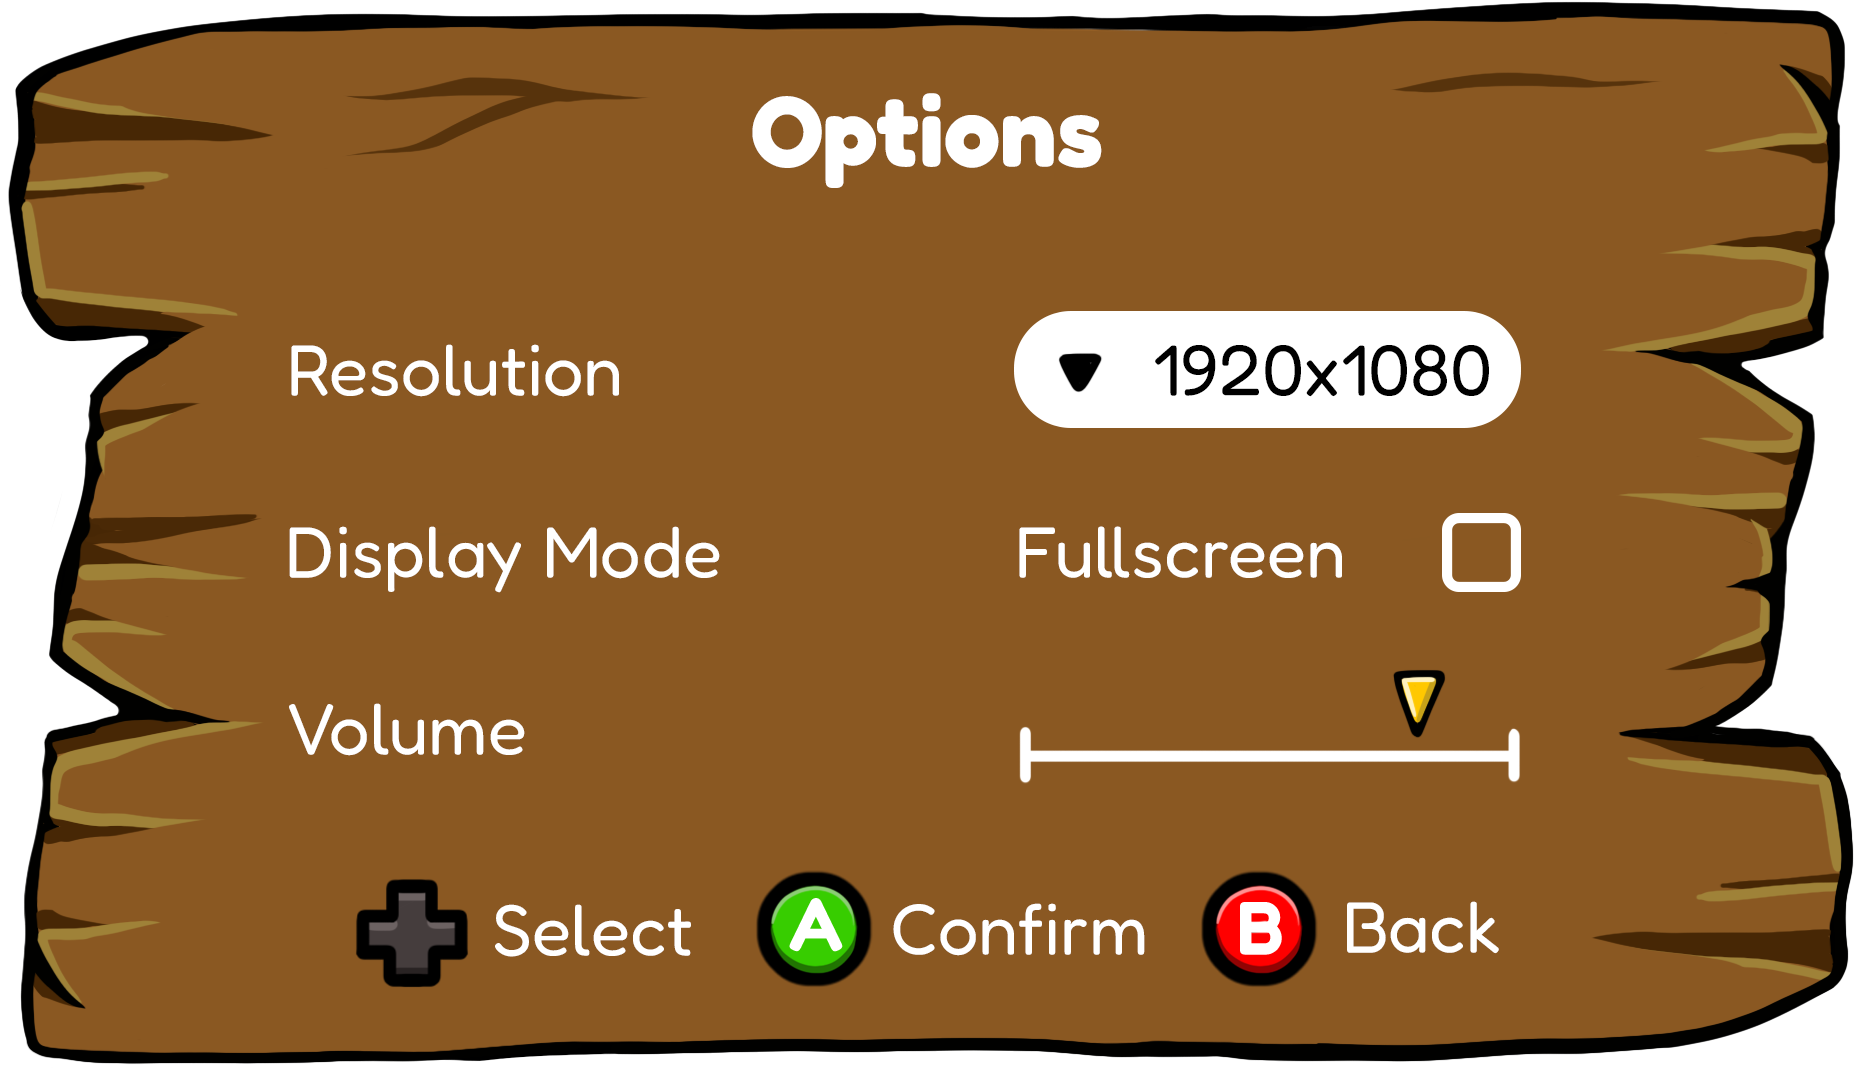 Options
Resolution 1920x1080
Display Mode Fullscreen
Volume
Select A Confirm B Back